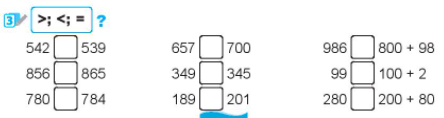 3 >; <; = ?
542 539 657 700 986 800 + 98
856 865 349 345 99 100 + 2
780 784 189 201 280 200 + 80